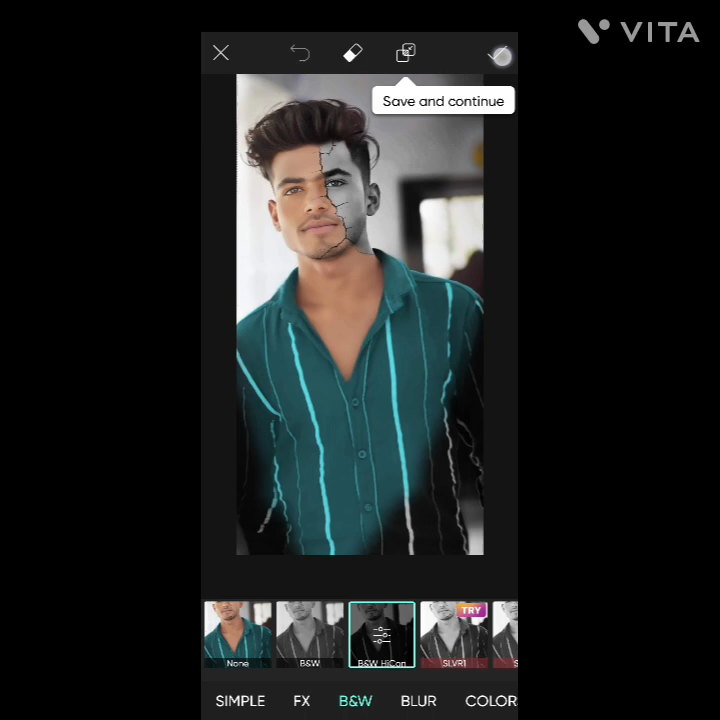 VITA
Save and continue
TRY
None
B&W
B&W HiCon
SLVR1
S
SIMPLE
FX
B&W
BLUR
COLOR